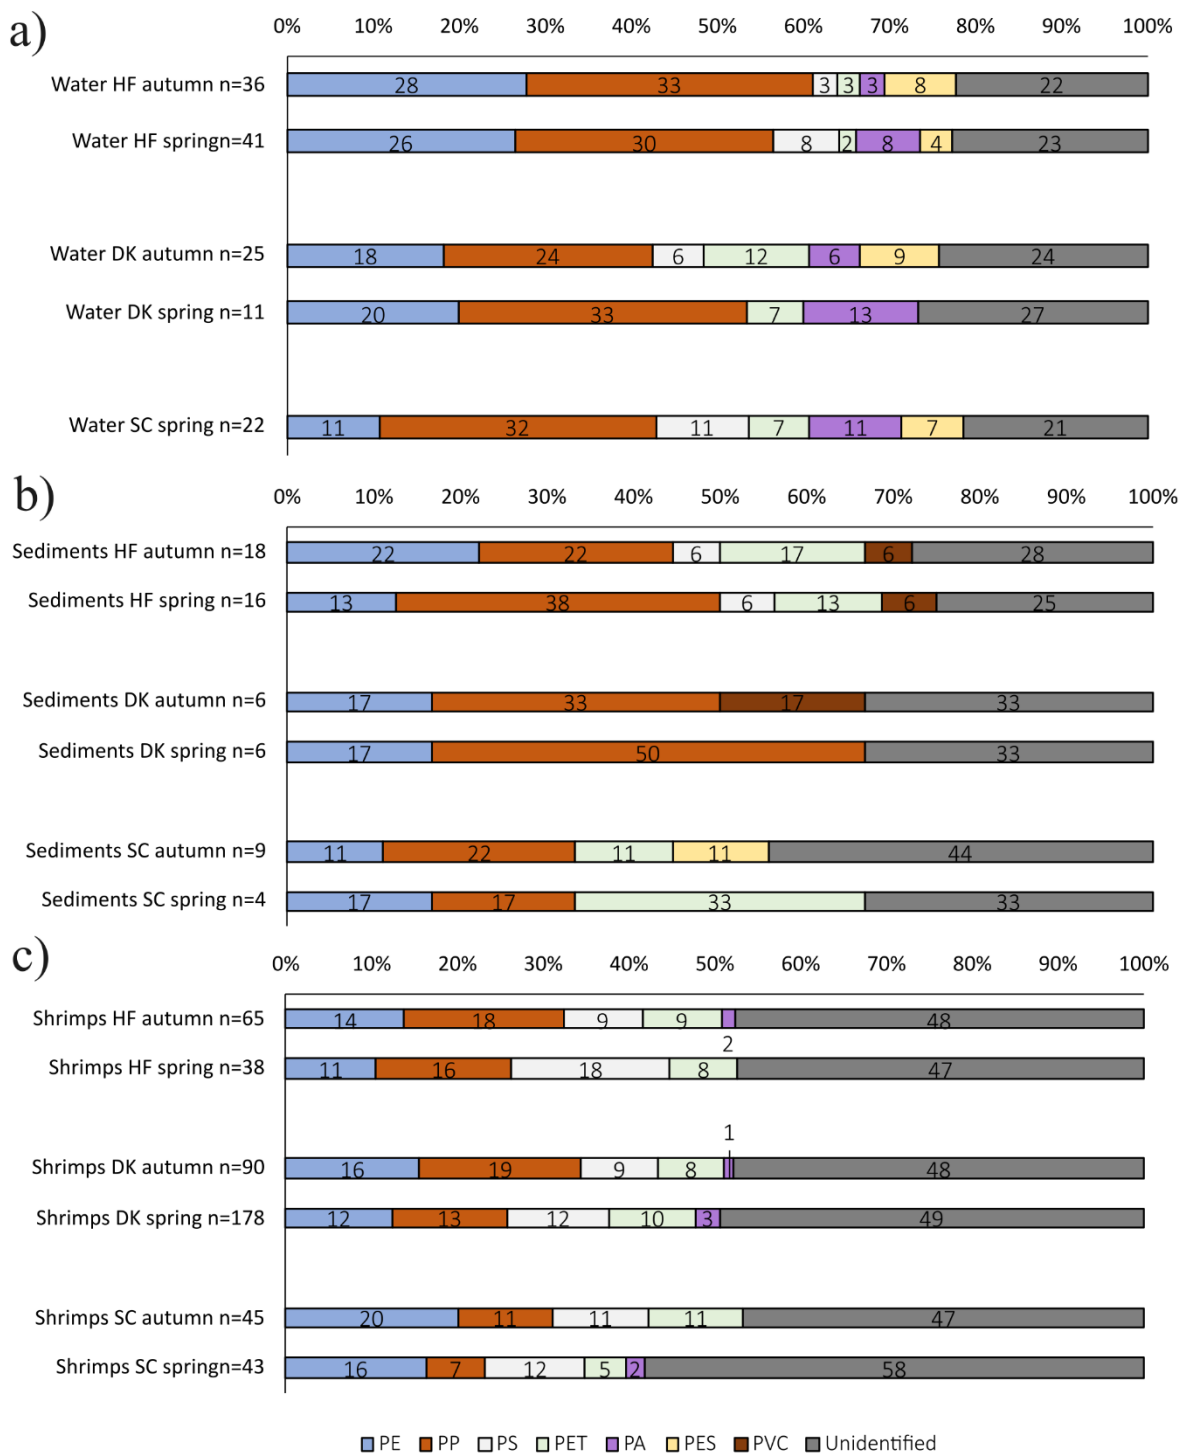 a)
0% 10% 20% 30% 40% 50% 60% 70% 80% 90% 100%
Water HF autumn n=36 28 33 3 3 3 8 22
Water HF springn=41 26 30 8 2 8 4 23
Water DK autumn n=25 18 24 6 12 6 9 24
Water DK spring n=11 20 33 7 13 27
Water SC spring n=22 11 32 11 7 11 7 21
b)
0% 10% 20% 30% 40% 50% 60% 70% 80% 90% 100%
Sediments HF autumn n=18 22 22 6 17 6 28
Sediments HF spring n=16 13 38 6 13 6 25
Sediments DK autumn n=6 17 33 17 33
Sediments DK spring n=6 17 50 33
Sediments SC autumn n=9 11 22 11 11 44
Sediments SC spring n=4 17 17 33 33
c)
0% 10% 20% 30% 40% 50% 60% 70% 80% 90% 100%
Shrimps HF autumn n=65 14 18 9 9 48
2
Shrimps HF spring n=38 11 16 18 8 47
1
Shrimps DK autumn n=90 16 19 9 8 48
Shrimps DK spring n=178 12 13 12 10 3 49
Shrimps SC autumn n=45 20 11 11 11 47
Shrimps SC springn=43 16 7 12 5 2 58
PE PP PS PET PA PES PVC Unidentified